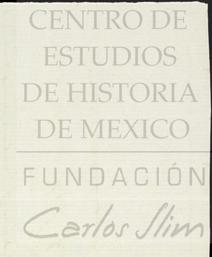 CENTRO DE
ESTUDIOS
DE HISTORIA
DE MEXICO
FUNDACIÓN
Carlos Slim